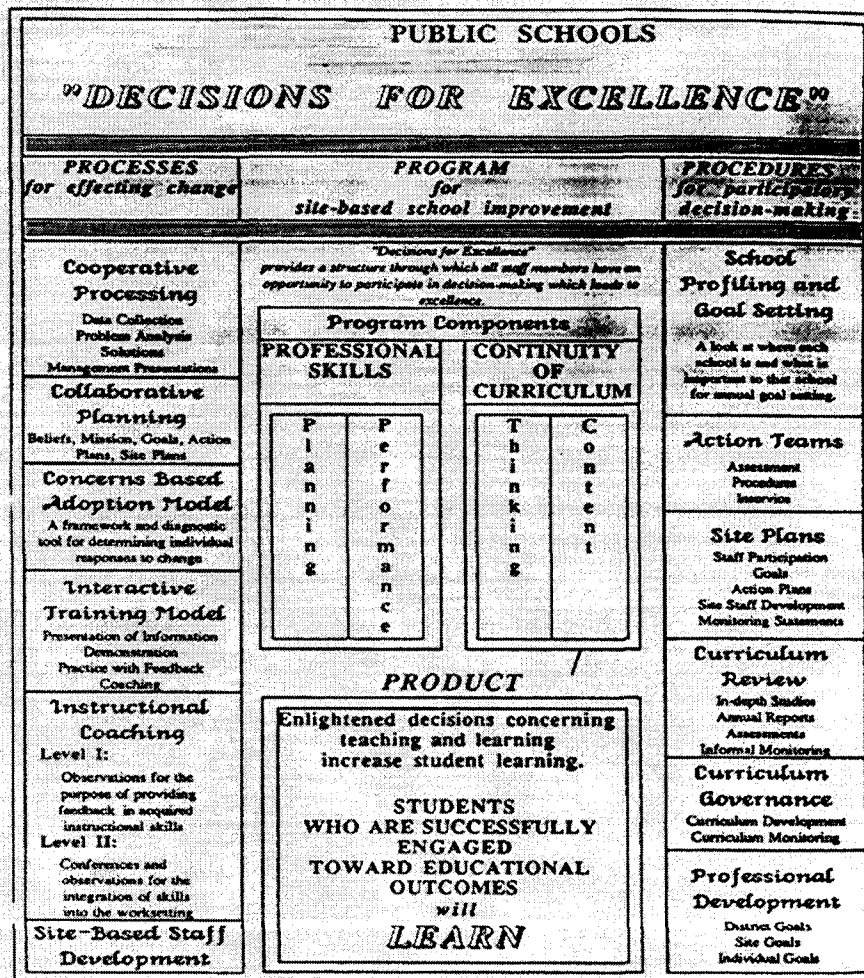 PUBLIC SCHOOLS
"DECISIONS FOR EXCELLENCE"
PROCESSES
for effecting change
PROGRAM
for
site-based school improvement
PROCEDURES
for participatory
decision-making
Cooperative
Processing
Data Collection
Problem Analysis
Solutions
Management Presentations
Collaborative
Planning
Beliefs, Mission, Goals, Action
Plans, Site Plans
Concerns Based
Adoption Model
A framework and diagnostic
tool for determining individual
responses to change
Interactive
Training Model
Presentation of Information
Demonstration
Practice with Feedback
Coaching
Instructional
Coaching
Level I:
Observations for the
purpose of providing
feedback in acquired
instructional skills
Level II:
Conferences and
observations for the
integration of skills
into the worksetting
Site-Based Staff
Development
"Decisions for Excellence"
provides a structure through which all staff members have an
opportunity to participate in decision-making which leads to
excellence.
Program Components
PROFESSIONAL
SKILLS
CONTINUITY
OF
CURRICULUM
Planning
Performance
Thinking
Content
PRODUCT
Enlightened decisions concerning
teaching and learning
increase student learning.
STUDENTS
WHO ARE SUCCESSFULLY
ENGAGED
TOWARD EDUCATIONAL
OUTCOMES
will
LEARN
School
Profiling and
Goal Setting
A look at where each
school is and what is
important to that school
for annual goal setting.
Action Teams
Assessment
Procedures
Inservice
Site Plans
Staff Participation
Goals
Action Plans
Site Staff Development
Monitoring Statements
Curriculum
Review
In-depth Studies
Annual Reports
Assessments
Informal Monitoring
Curriculum
Governance
Curriculum Development
Curriculum Monitoring
Professional
Development
District Goals
Site Goals
Individual Goals